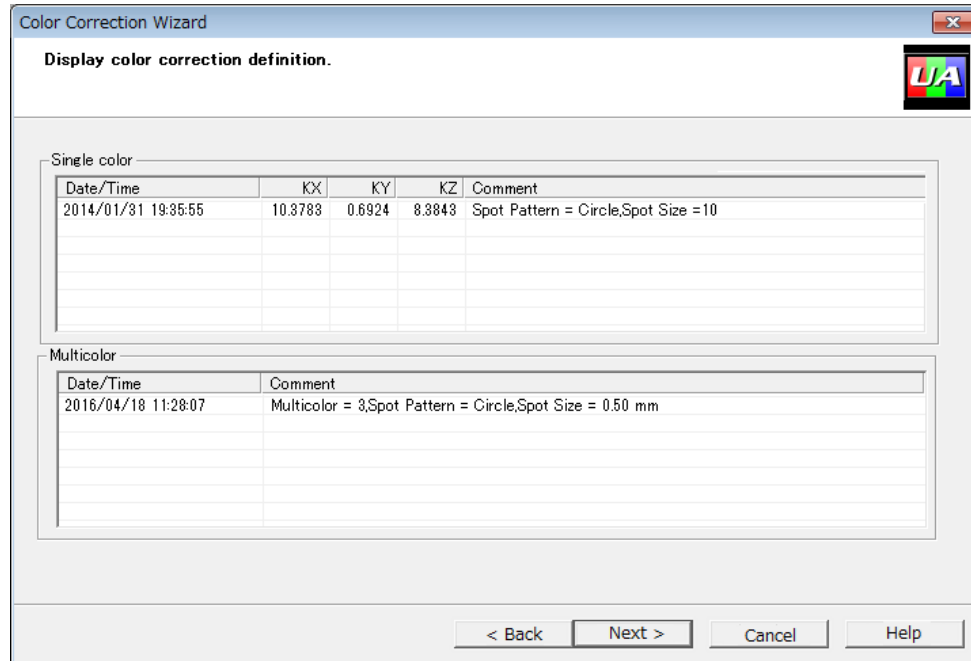 Color Correction Wizard
Display color correction definition.
UA
Single color
Date/Time KX KY KZ Comment
2014/01/31 19:35:55 10.3783 0.6924 8.3843 Spot Pattern = Circle,Spot Size =10
Multicolor
Date/Time Comment
2016/04/18 11:28:07 Multicolor = 3,Spot Pattern = Circle,Spot Size = 0.50 mm
< Back Next > Cancel Help